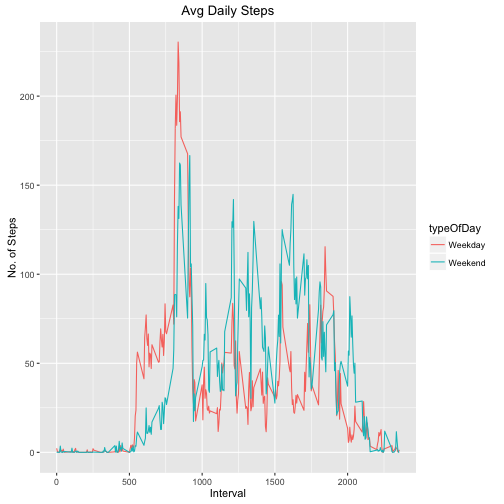 Avg Daily Steps
No. of Steps
200
150
100
50
0
0
500
1000
1500
2000
Interval
typeOfDay
Weekday
Weekend